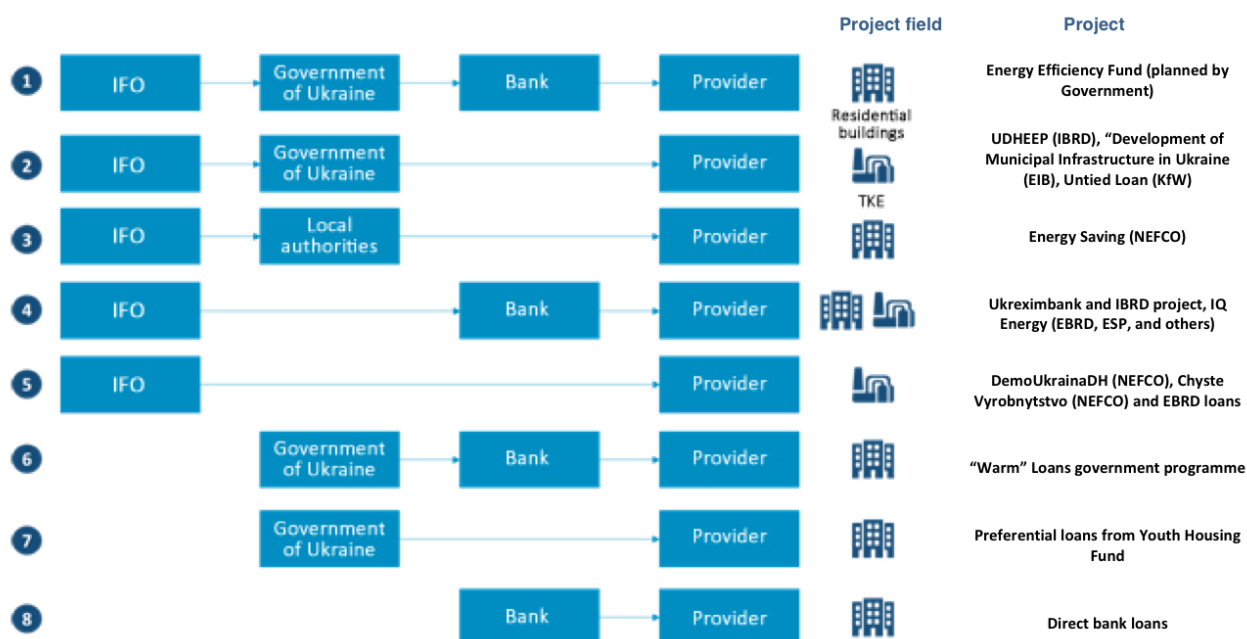 Project field
Project
1
IFO
Government
of Ukraine
Bank
Provider
Residential
buildings
Energy Efficiency Fund (planned by
Government)
2
IFO
Government
of Ukraine
Provider
TKE
UDHEEP (IBRD), “Development of
Municipal Infrastructure in Ukraine
(EIB), Untied Loan (KfW)
3
IFO
Local
authorities
Provider
Energy Saving (NEFCO)
4
IFO
Bank
Provider
Ukreximbank and IBRD project, IQ
Energy (EBRD, ESP, and others)
5
IFO
Provider
DemoUkrainaDH (NEFCO), Chyste
Vyrobnytstvo (NEFCO) and EBRD loans
6
Government
of Ukraine
Bank
Provider
“Warm” Loans government programme
7
Government
of Ukraine
Provider
Preferential loans from Youth Housing
Fund
8
Bank
Provider
Direct bank loans